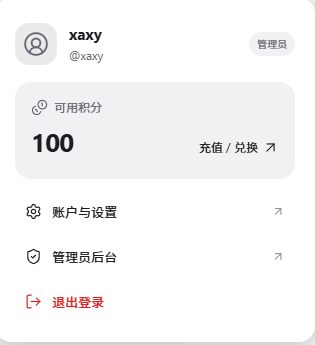 xaxy
管理员
@xaxy
可用积分
100
充值 / 兑换
账户与设置
管理员后台
退出登录